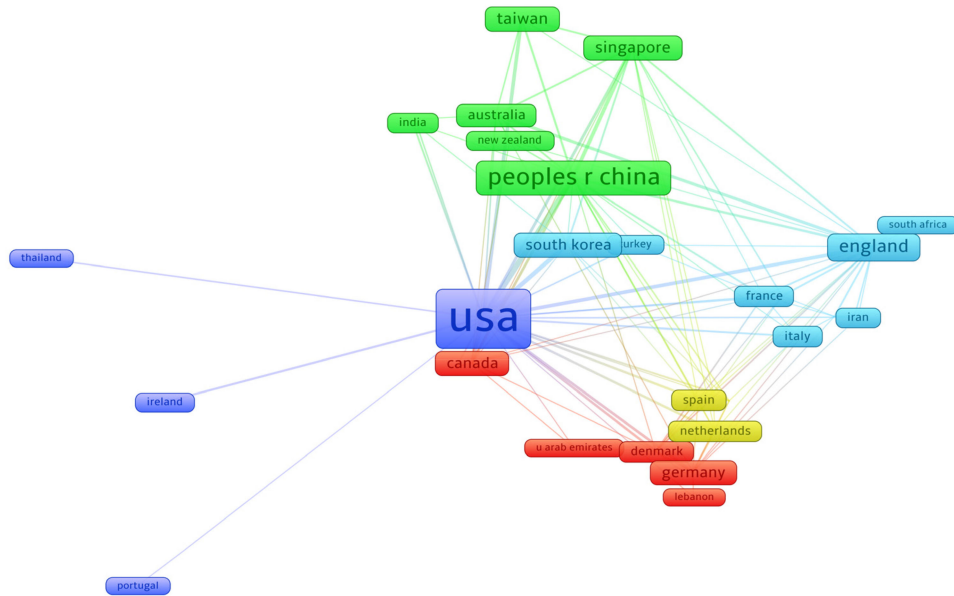 taiwan
singapore
australia
india
new zealand
peoples r china
south africa
south korea
turkey
england
thailand
france
usa
iran
italy
canada
spain
ireland
netherlands
u arab emirates
denmark
germany
lebanon
portugal